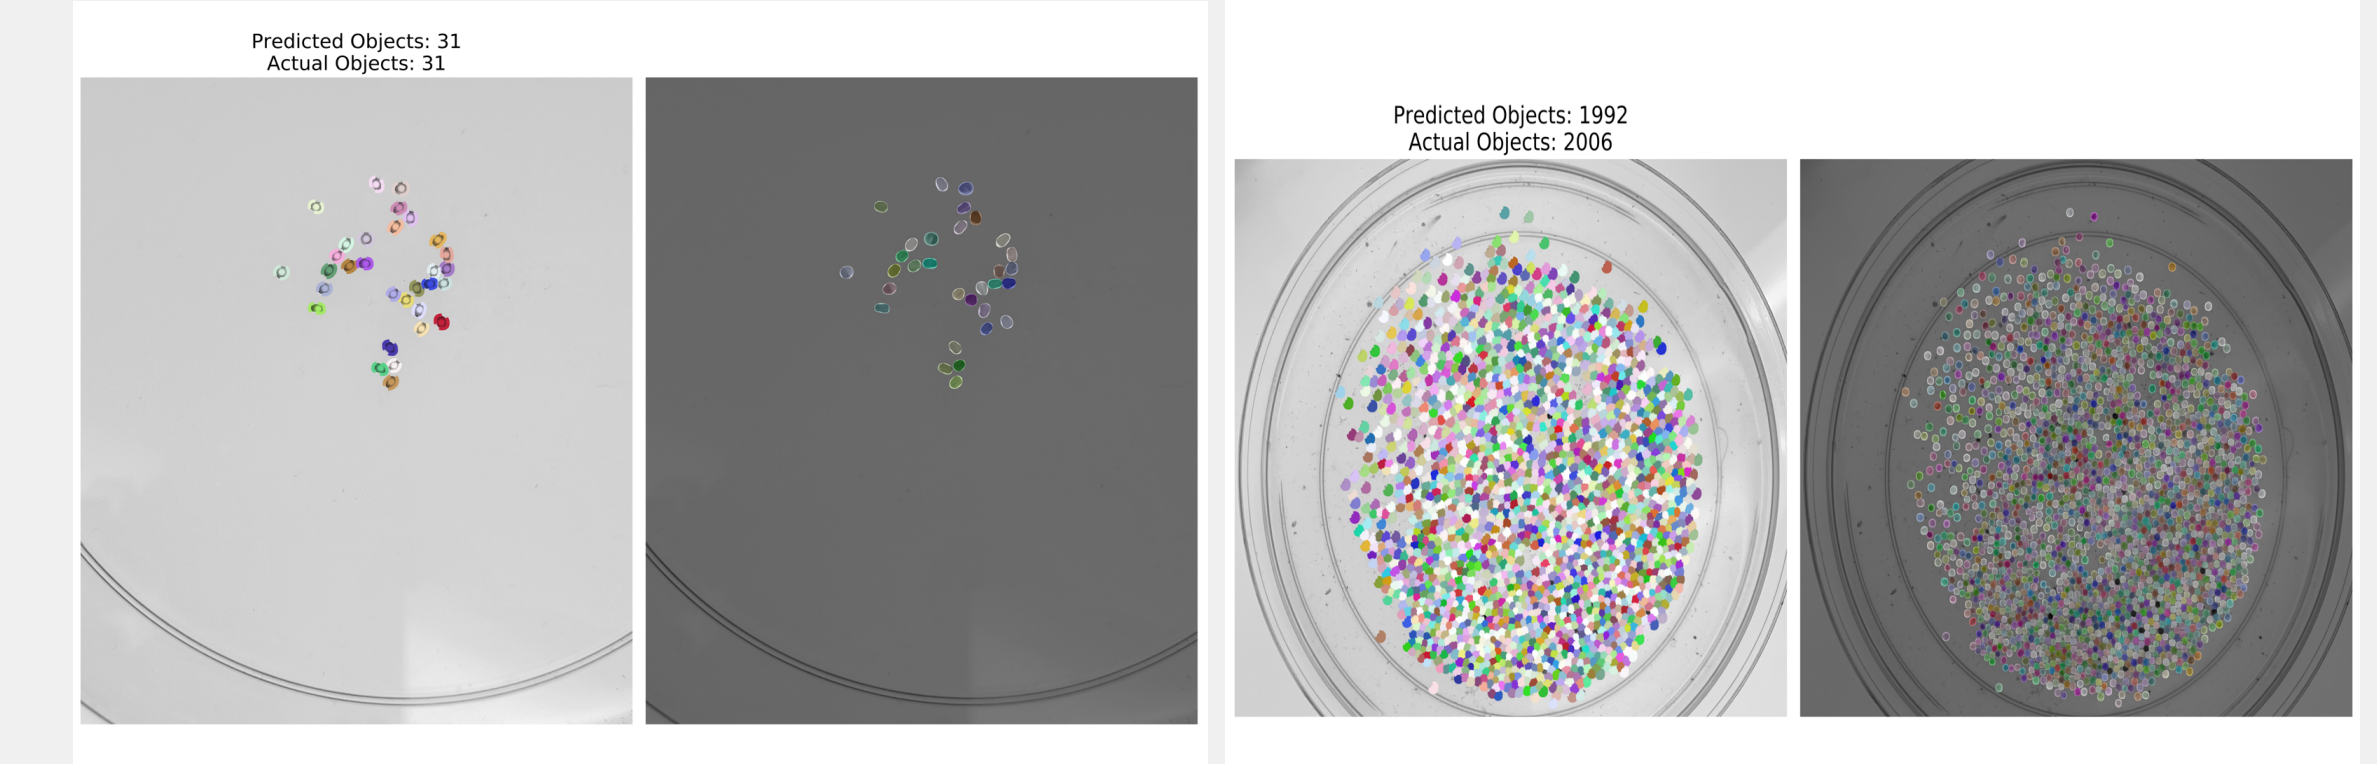 Predicted Objects: 31
Actual Objects: 31
Predicted Objects: 1992
Actual Objects: 2006